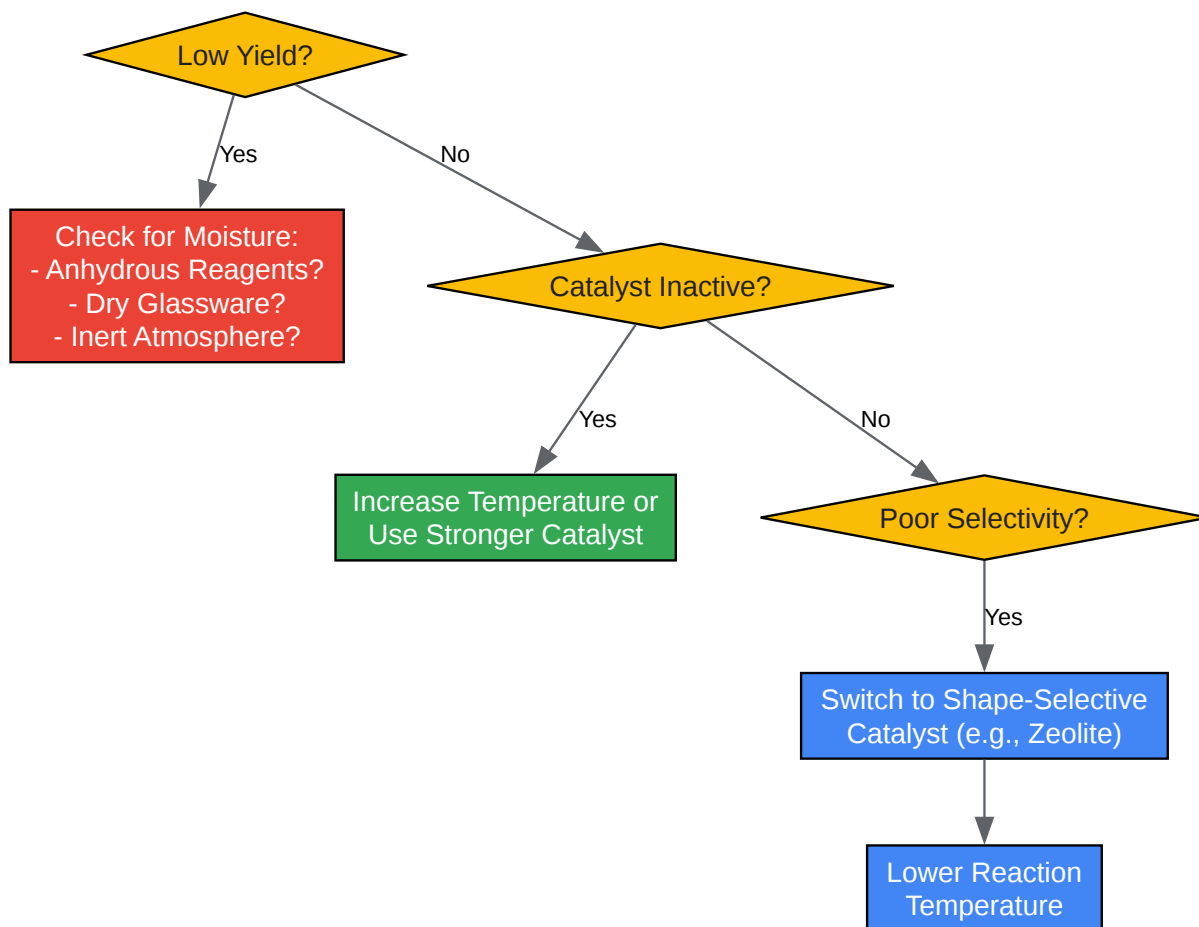 Low Yield?
Yes
No
Check for Moisture:
- Anhydrous Reagents?
- Dry Glassware?
- Inert Atmosphere?
Catalyst Inactive?
Yes
No
Increase Temperature or
Use Stronger Catalyst
Poor Selectivity?
Yes
Switch to Shape-Selective
Catalyst (e.g., Zeolite)
Lower Reaction
Temperature